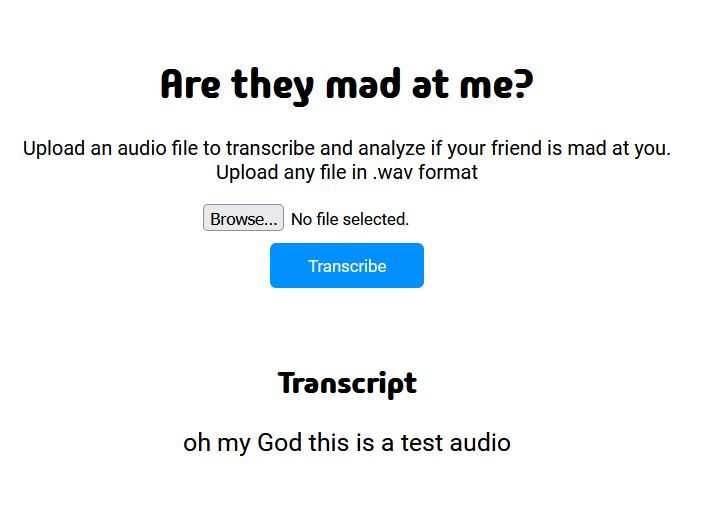 Are they mad at me?
Upload an audio file to transcribe and analyze if your friend is mad at you.
Upload any file in .wav format
Browse... No file selected.
Transcribe
Transcript
oh my God this is a test audio